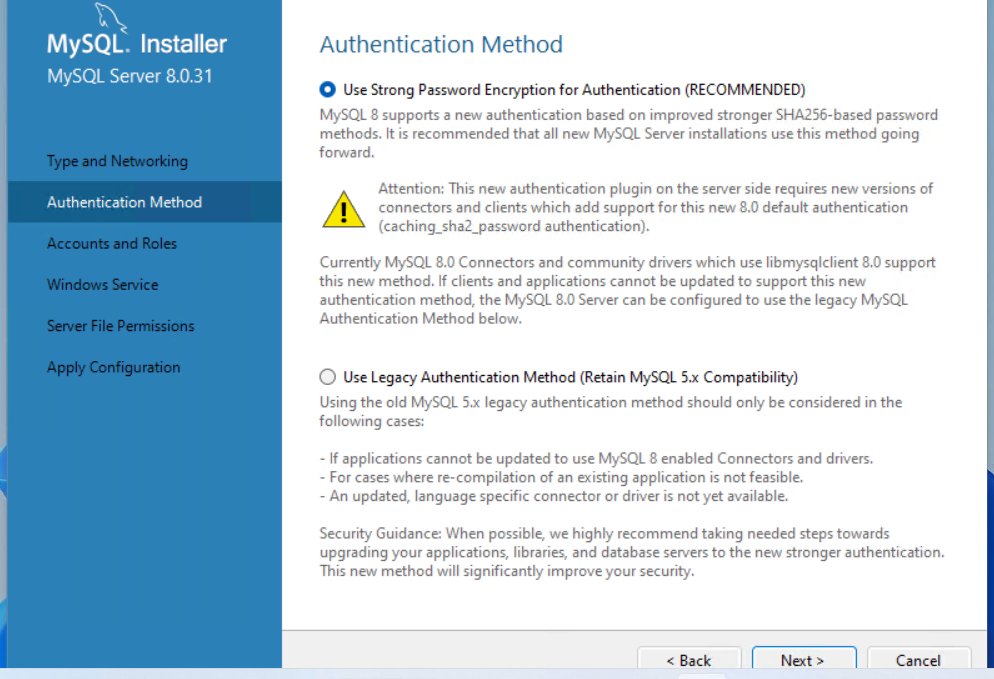 MySQL. Installer
MySQL Server 8.0.31
Type and Networking
Authentication Method
Accounts and Roles
Windows Service
Server File Permissions
Apply Configuration
Authentication Method
Use Strong Password Encryption for Authentication (RECOMMENDED)
MySQL 8 supports a new authentication based on improved stronger SHA256-based password
methods. It is recommended that all new MySQL Server installations use this method going
forward.
Attention: This new authentication plugin on the server side requires new versions of
connectors and clients which add support for this new 8.0 default authentication
(caching_sha2_password authentication).
Currently MySQL 8.0 Connectors and community drivers which use libmysqlclient 8.0 support
this new method. If clients and applications cannot be updated to support this new
authentication method, the MySQL 8.0 Server can be configured to use the legacy MySQL
Authentication Method below.
Use Legacy Authentication Method (Retain MySQL 5.x Compatibility)
Using the old MySQL 5.x legacy authentication method should only be considered in the
following cases:
- If applications cannot be updated to use MySQL 8 enabled Connectors and drivers.
- For cases where re-compilation of an existing application is not feasible.
- An updated, language specific connector or driver is not yet available.
Security Guidance: When possible, we highly recommend taking needed steps towards
upgrading your applications, libraries, and database servers to the new stronger authentication.
This new method will significantly improve your security.
< Back
Next >
Cancel